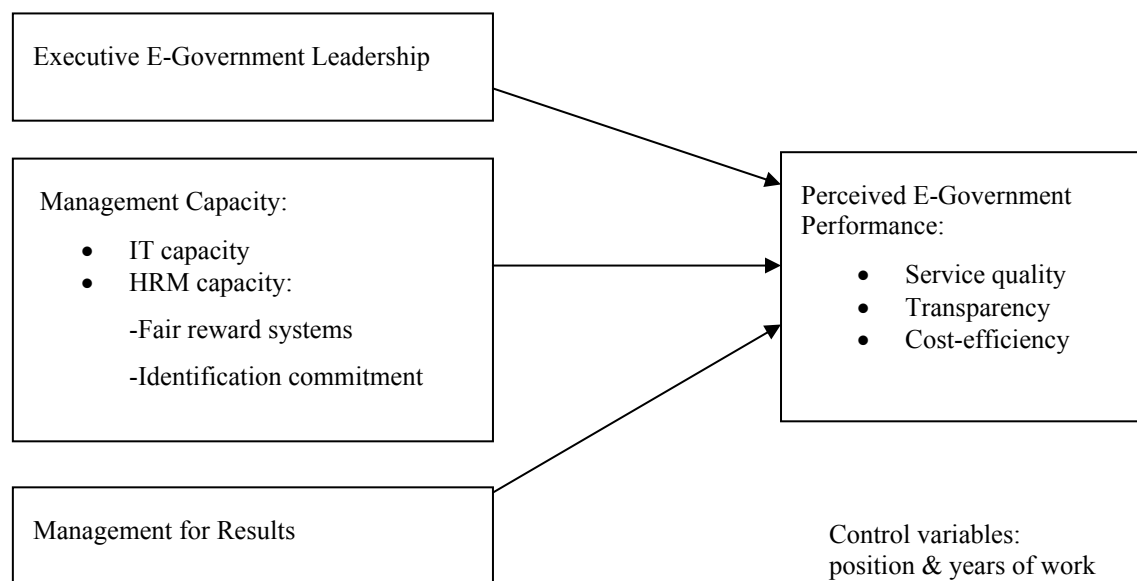 Executive E-Government Leadership
Management Capacity:
• IT capacity
• HRM capacity:
-Fair reward systems
-Identification commitment
Management for Results
Perceived E-Government
Performance:
• Service quality
• Transparency
• Cost-efficiency
Control variables:
position & years of work